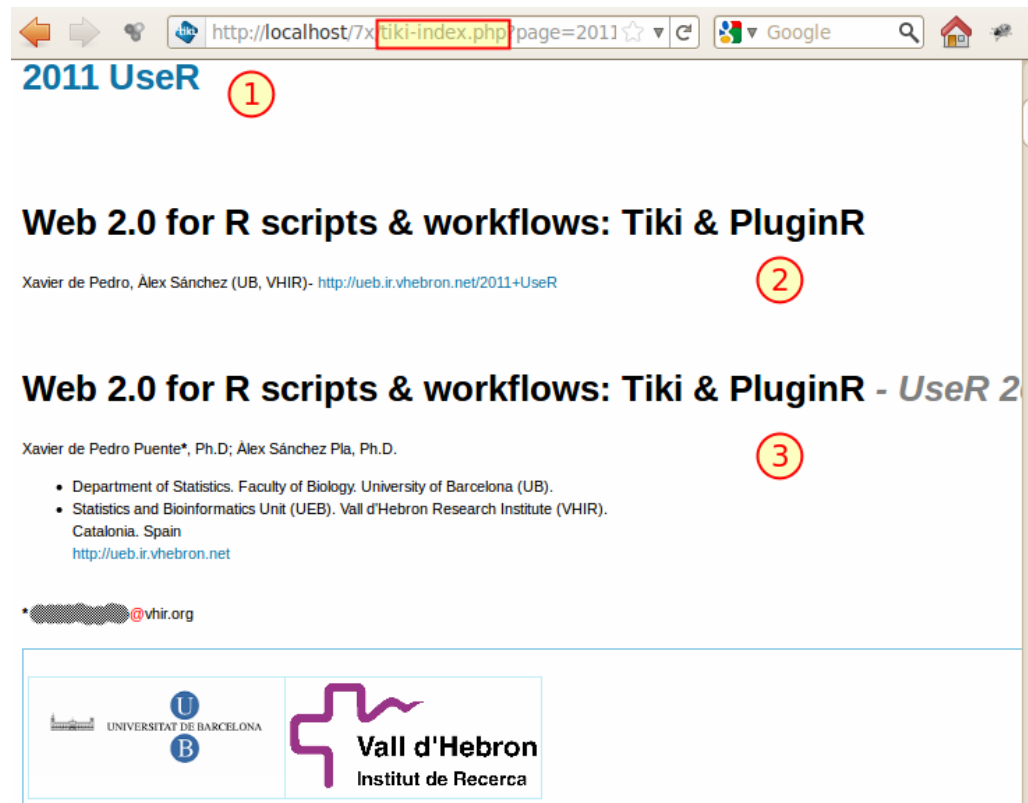 http://localhost/7x/tiki-index.php?page=2011
Google
2011 UseR
1
Web 2.0 for R scripts & workflows: Tiki & PluginR
Xavier de Pedro, Àlex Sánchez (UB, VHIR)- http://ueb.ir.vhebron.net/2011+UseR
2
Web 2.0 for R scripts & workflows: Tiki & PluginR - UseR 2
Xavier de Pedro Puente*, Ph.D; Àlex Sánchez Pla, Ph.D.
3
• Department of Statistics. Faculty of Biology. University of Barcelona (UB).
• Statistics and Bioinformatics Unit (UEB). Vall d'Hebron Research Institute (VHIR).
Catalonia. Spain
http://ueb.ir.vhebron.net
* @vhir.org
U
UNIVERSITAT DE BARCELONA
B
Vall d'Hebron
Institut de Recerca